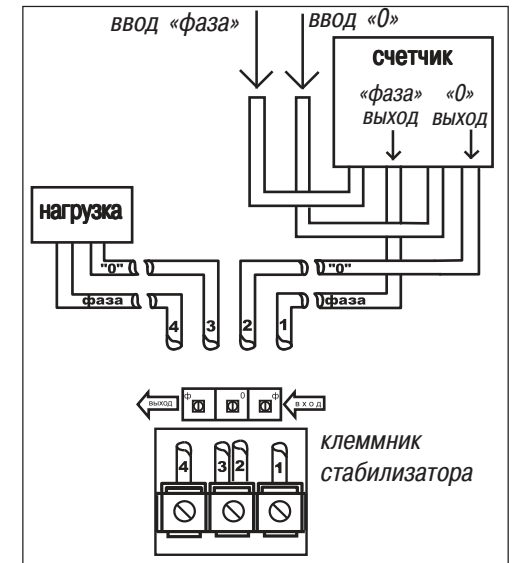 ввод «фаза»
ввод «0»
счетчик
«фаза» «0»
выход выход
нагрузка
"0" "0"
фаза фаза
4 3 2 1
выход ф 0 ф вход
4 3 2 1
клеммник
стабилизатора